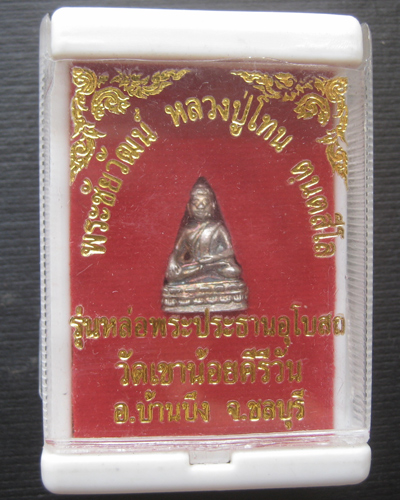 พระชัยวัฒน์ หลวงปู่โทน ตนตสีโล
รุ่นหล่อพระประธานอุโบสถ
วัดเขาน้อยคีรีวัน
อ.บ้านบึง จ.ชลบุรี